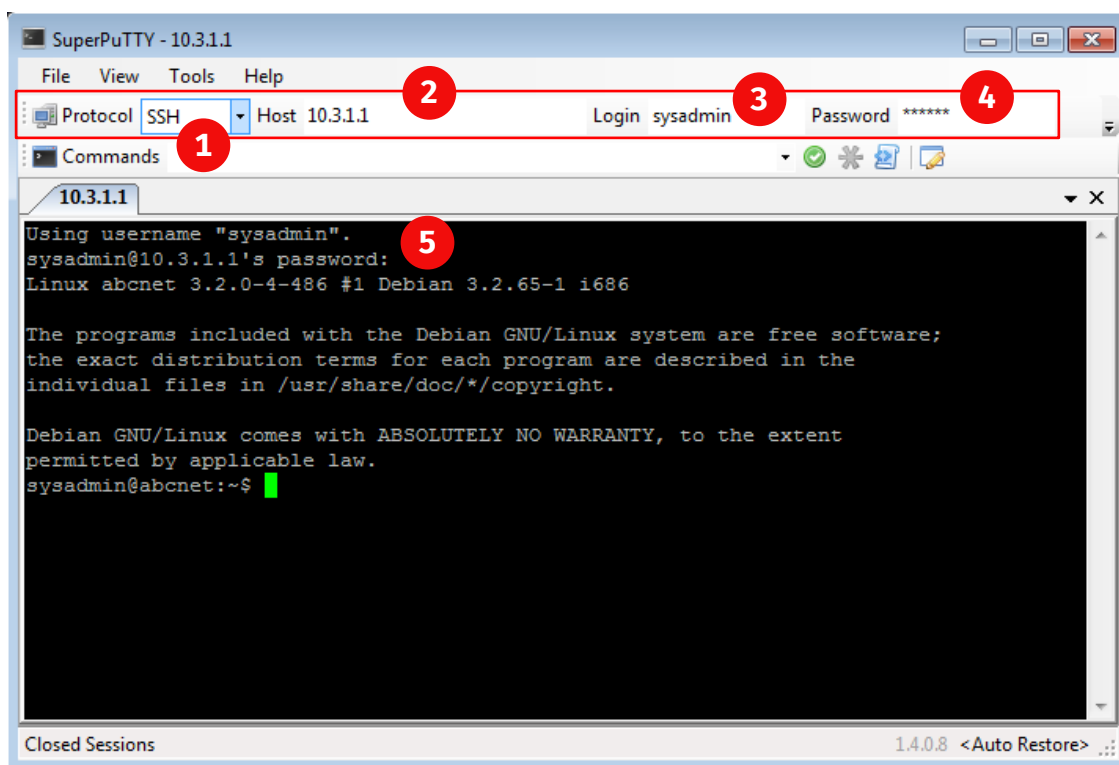 SuperPuTTY - 10.3.1.1
File View Tools Help
2 3 4
Protocol SSH Host 10.3.1.1 Login sysadmin Password ******
1
Commands
10.3.1.1
Using username "sysadmin".
5
sysadmin@10.3.1.1's password:
Linux abcnet 3.2.0-4-486 #1 Debian 3.2.65-1 i686
The programs included with the Debian GNU/Linux system are free software;
the exact distribution terms for each program are described in the
individual files in /usr/share/doc/*/copyright.
Debian GNU/Linux comes with ABSOLUTELY NO WARRANTY, to the extent
permitted by applicable law.
sysadmin@abcnet:~$
Closed Sessions 1.4.0.8 <Auto Restore>